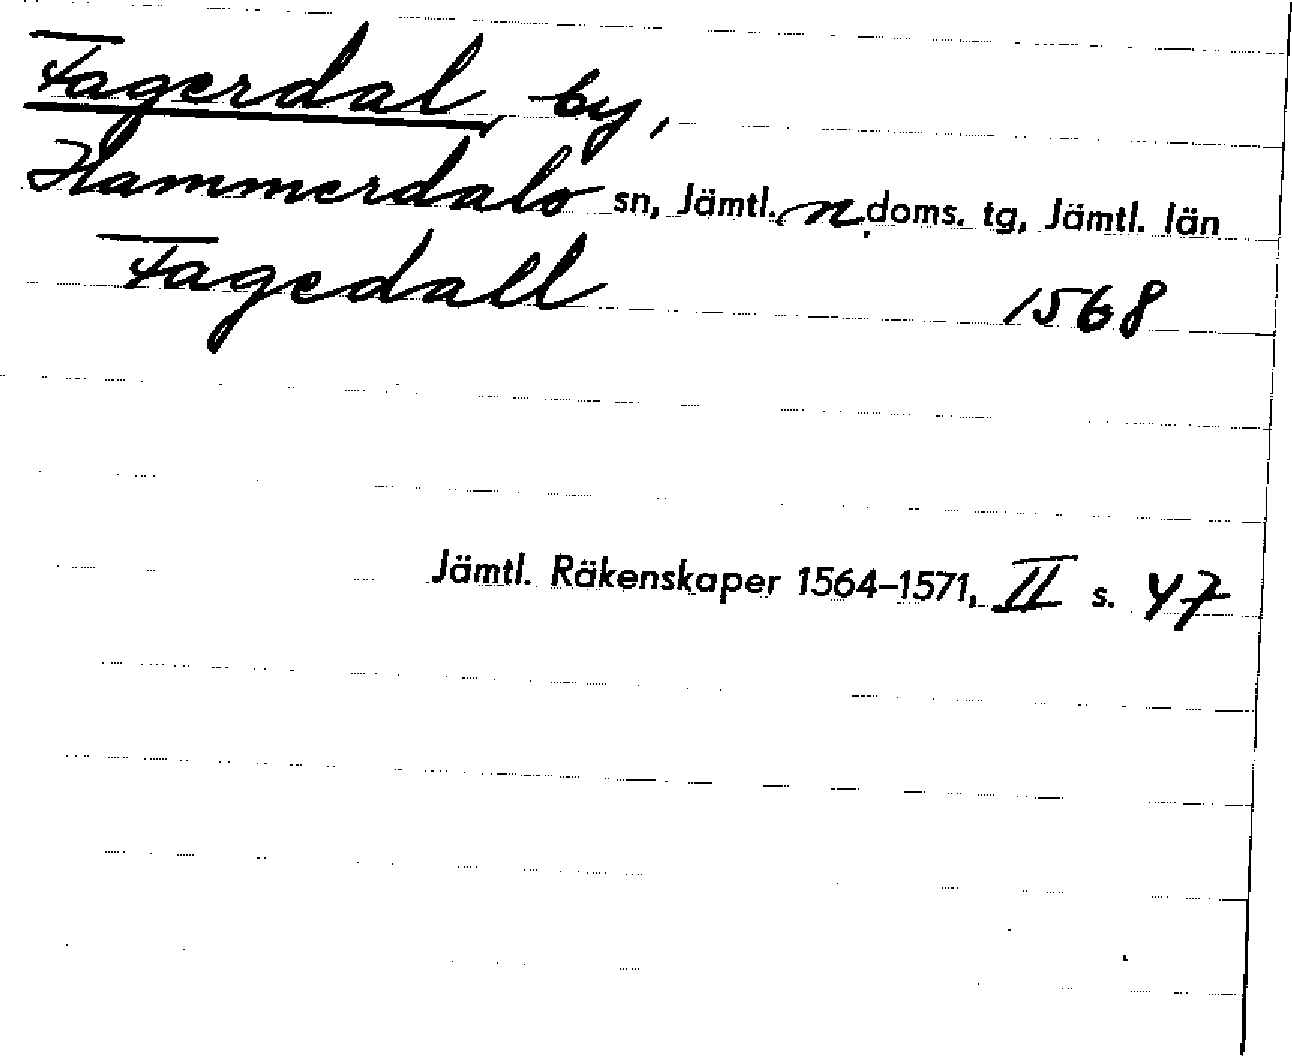 Fagerdal, by,
Hammerdals sn, Jämtl. n doms. tg, Jämtl. län
Fagedall 1568
Jämtl. Räkenskaper 1564–1571, II s. 47